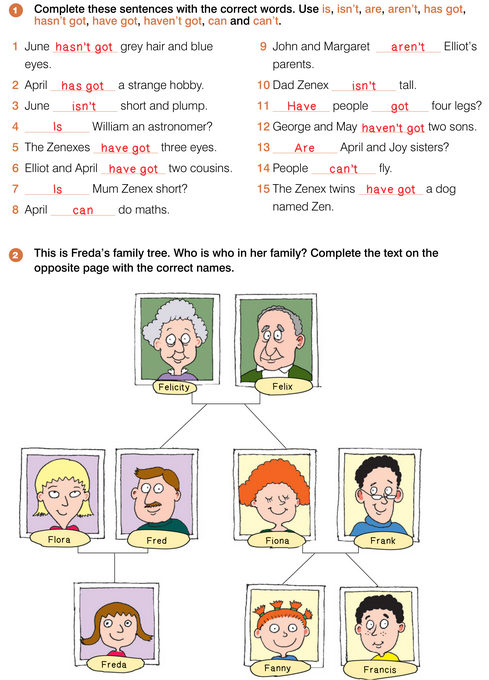 1 Complete these sentences with the correct words. Use is, isn't, are, aren't, has got,
hasn't got, have got, haven't got, can and can't.
1 June hasn't got grey hair and blue
eyes.
2 April has got a strange hobby.
3 June isn't short and plump.
4 Is William an astronomer?
5 The Zenexes have got three eyes.
6 Elliot and April have got two cousins.
7 Is Mum Zenex short?
8 April can do maths.
9 John and Margaret aren't Elliot's
parents.
10 Dad Zenex isn't tall.
11 Have people got four legs?
12 George and May haven't got two sons.
13 Are April and Joy sisters?
14 People can't fly.
15 The Zenex twins have got a dog
named Zen.
2 This is Freda's family tree. Who is who in her family? Complete the text on the
opposite page with the correct names.
Felicity Felix
Flora Fred Fiona Frank
Freda Fanny Francis